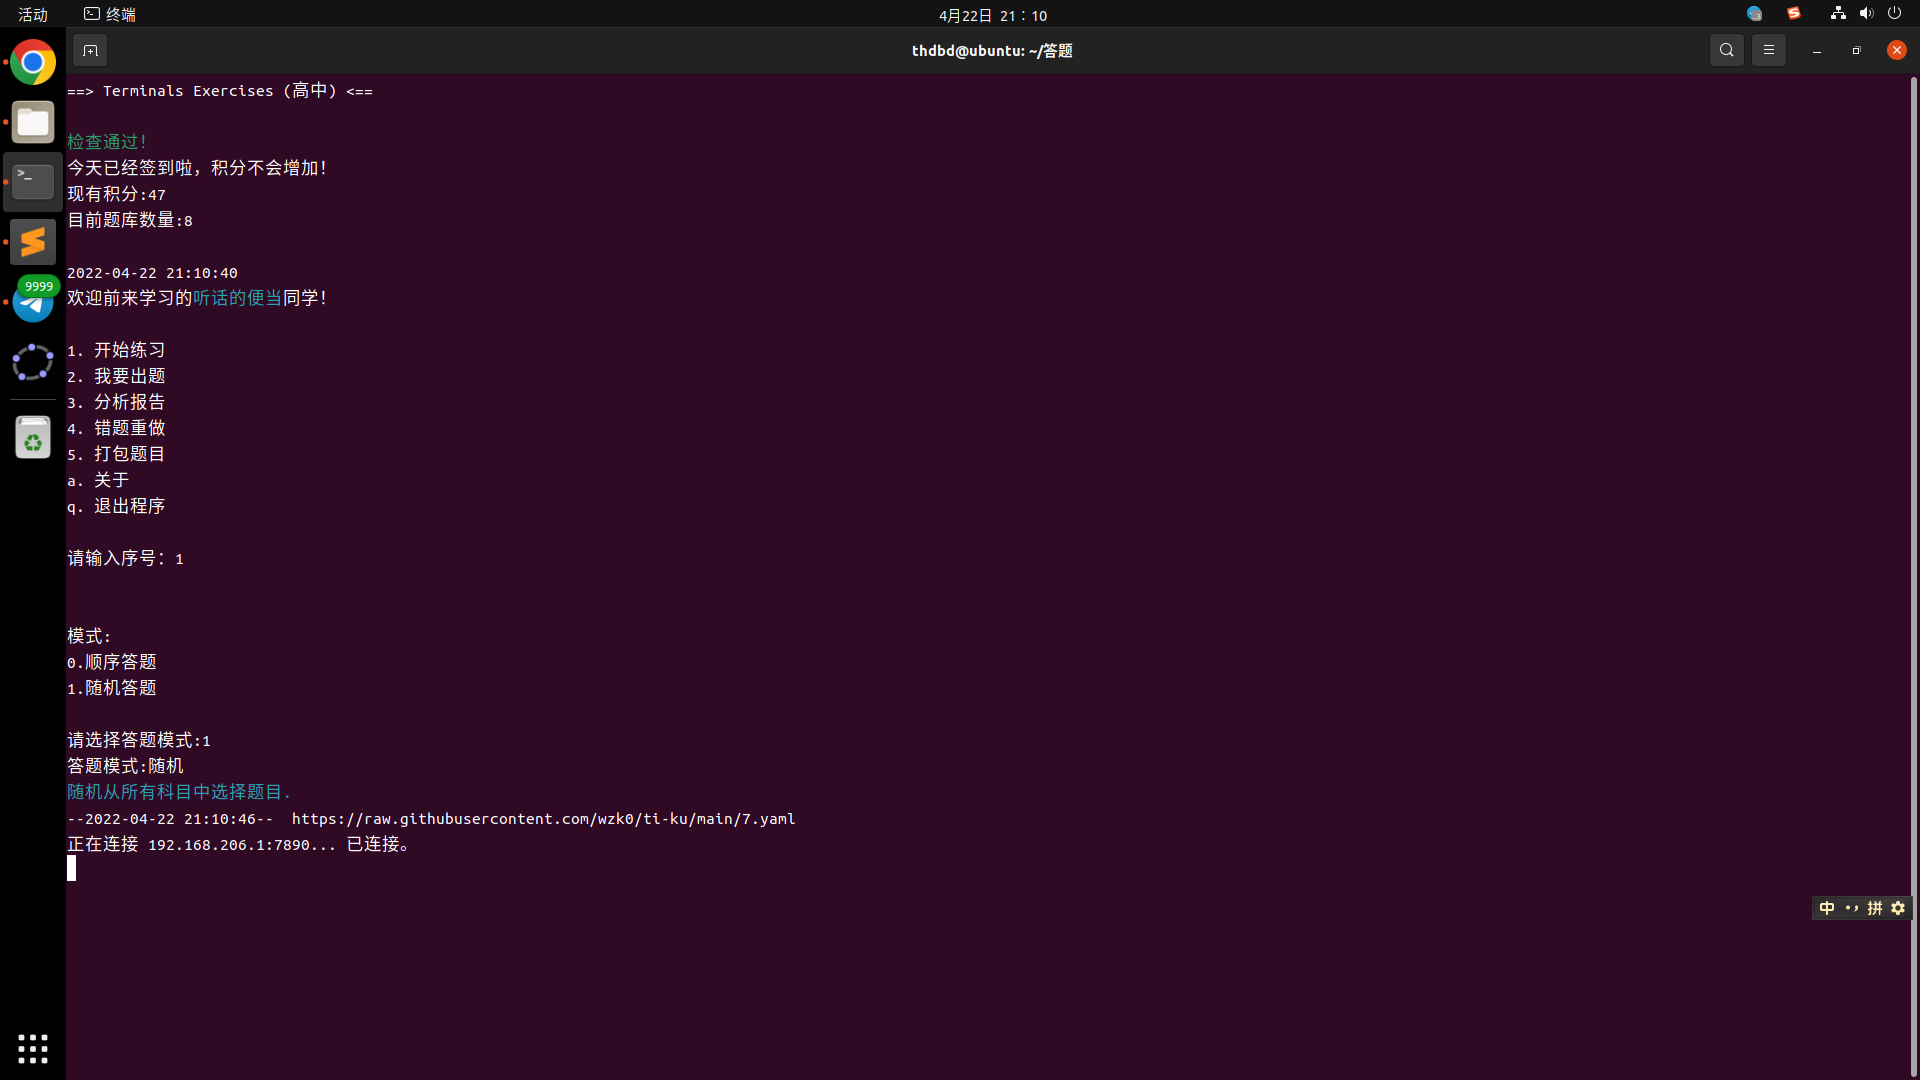 活动 终端 4月22日 21：10
thdbd@ubuntu: ~/答题
==> Terminals Exercises (高中) <==
检查通过！
今天已经签到啦，积分不会增加！
现有积分:47
目前题库数量:8
2022-04-22 21:10:40
9999
欢迎前来学习的听话的便当同学！
1. 开始练习
2. 我要出题
3. 分析报告
4. 错题重做
5. 打包题目
a. 关于
q. 退出程序
请输入序号：1
模式:
0.顺序答题
1.随机答题
请选择答题模式:1
答题模式:随机
随机从所有科目中选择题目.
--2022-04-22 21:10:46--  https://raw.githubusercontent.com/wzk0/ti-ku/main/7.yaml
正在连接 192.168.206.1:7890... 已连接。
中 •, 拼